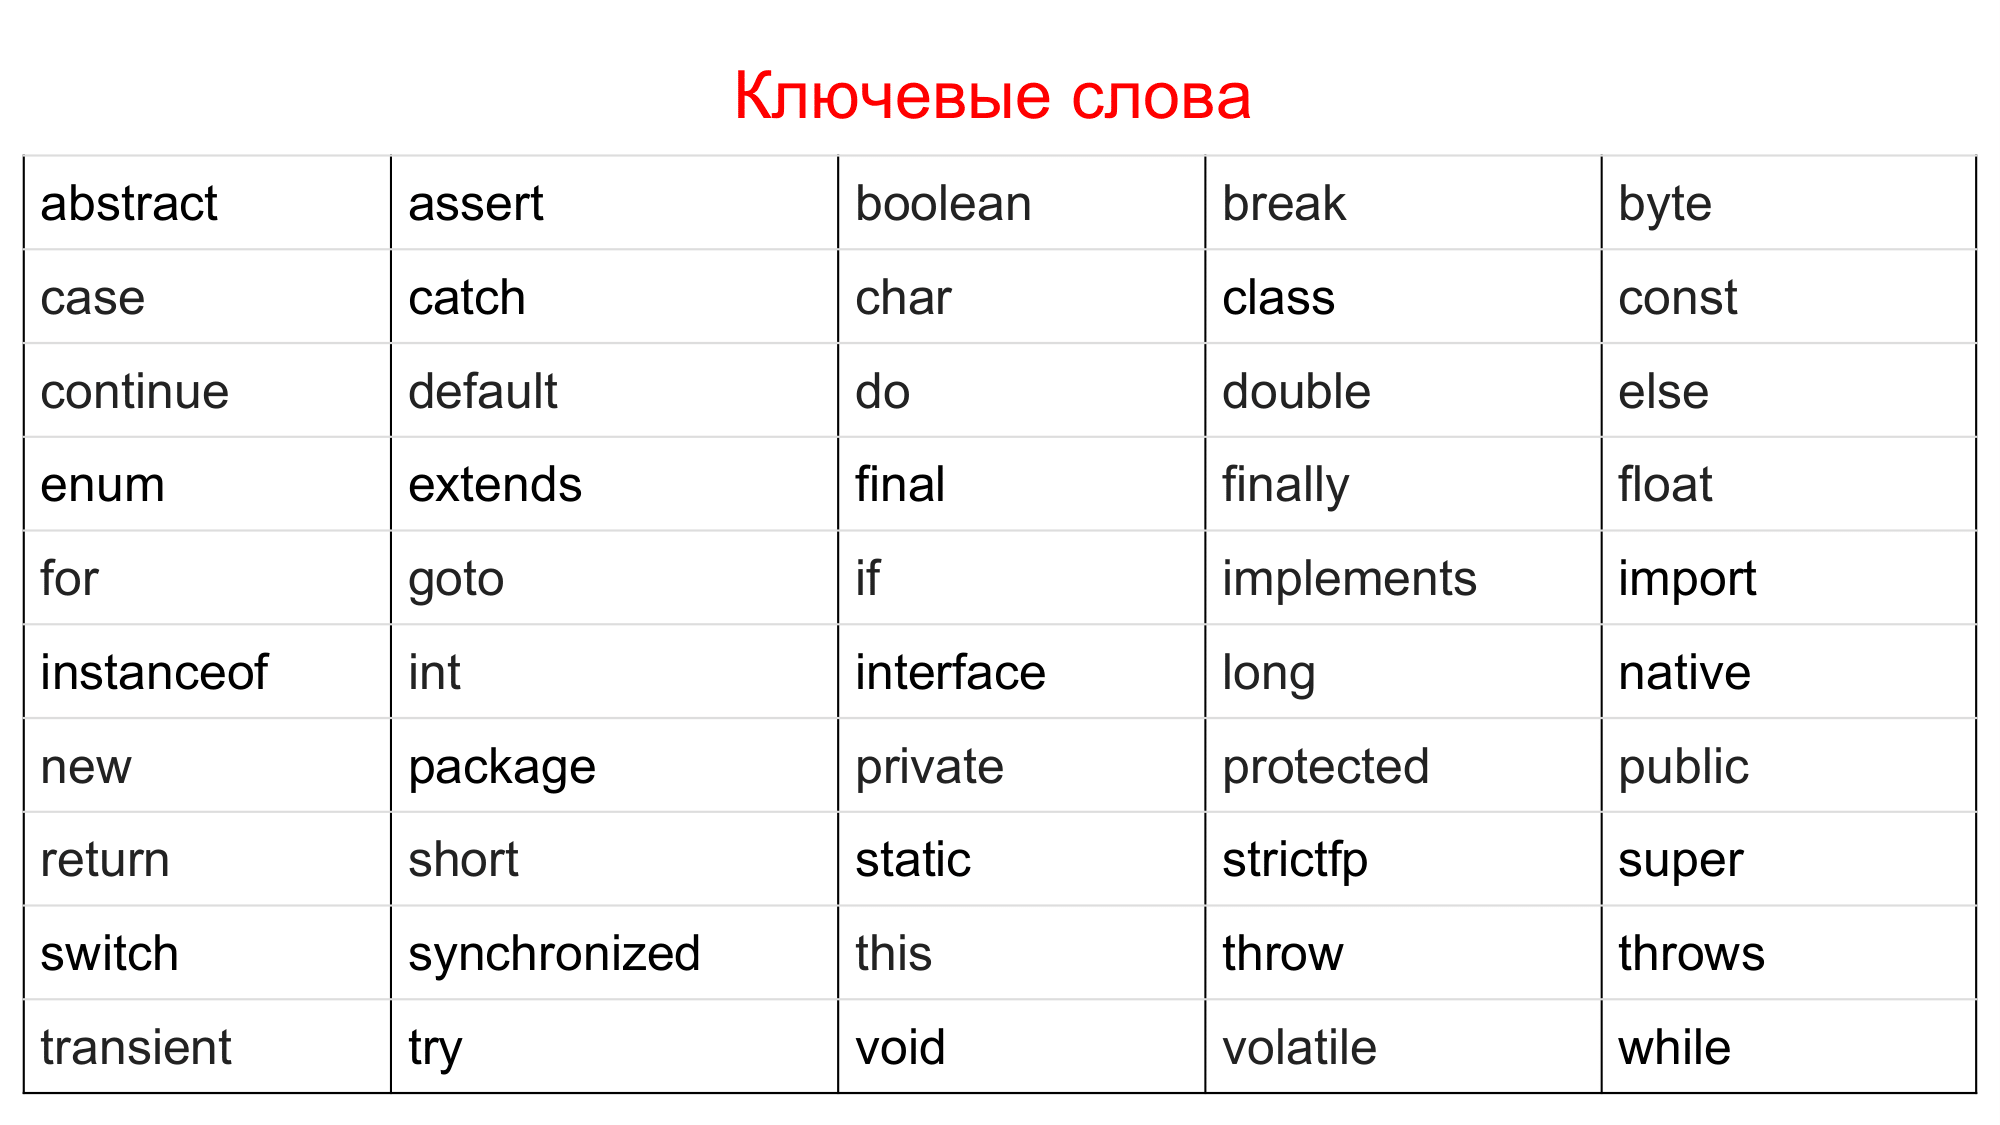 Ключевые слова
abstract assert boolean break byte
case catch char class const
continue default do double else
enum extends final finally float
for goto if implements import
instanceof int interface long native
new package private protected public
return short static strictfp super
switch synchronized this throw throws
transient try void volatile while